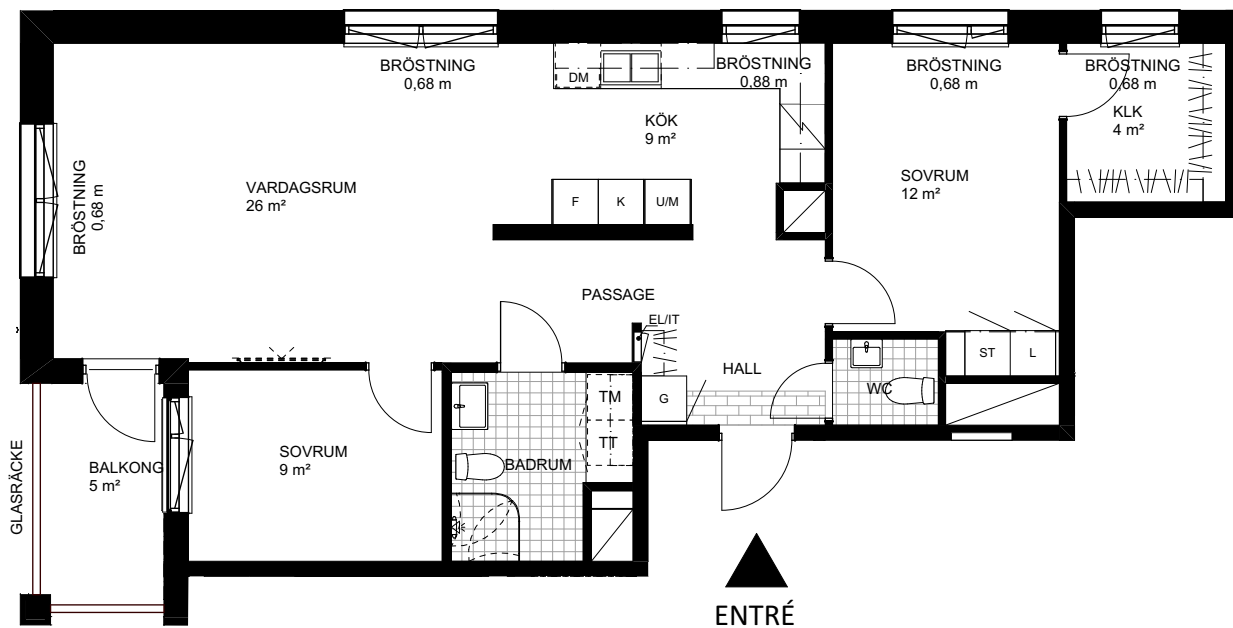 BRÖSTNING
0,68 m
BRÖSTNING
0,88 m
BRÖSTNING
0,68 m
BRÖSTNING
0,68 m
DM
KÖK
9 m²
KLK
4 m²
VARDAGSRUM
26 m²
BRÖSTNING
0,68 m
F
K
U/M
SOVRUM
12 m²
PASSAGE
EL/IT
HALL
ST
L
WC
G
TM
TT
SOVRUM
9 m²
BADRUM
BALKONG
5 m²
GLASRÄCKE
ENTRÉ